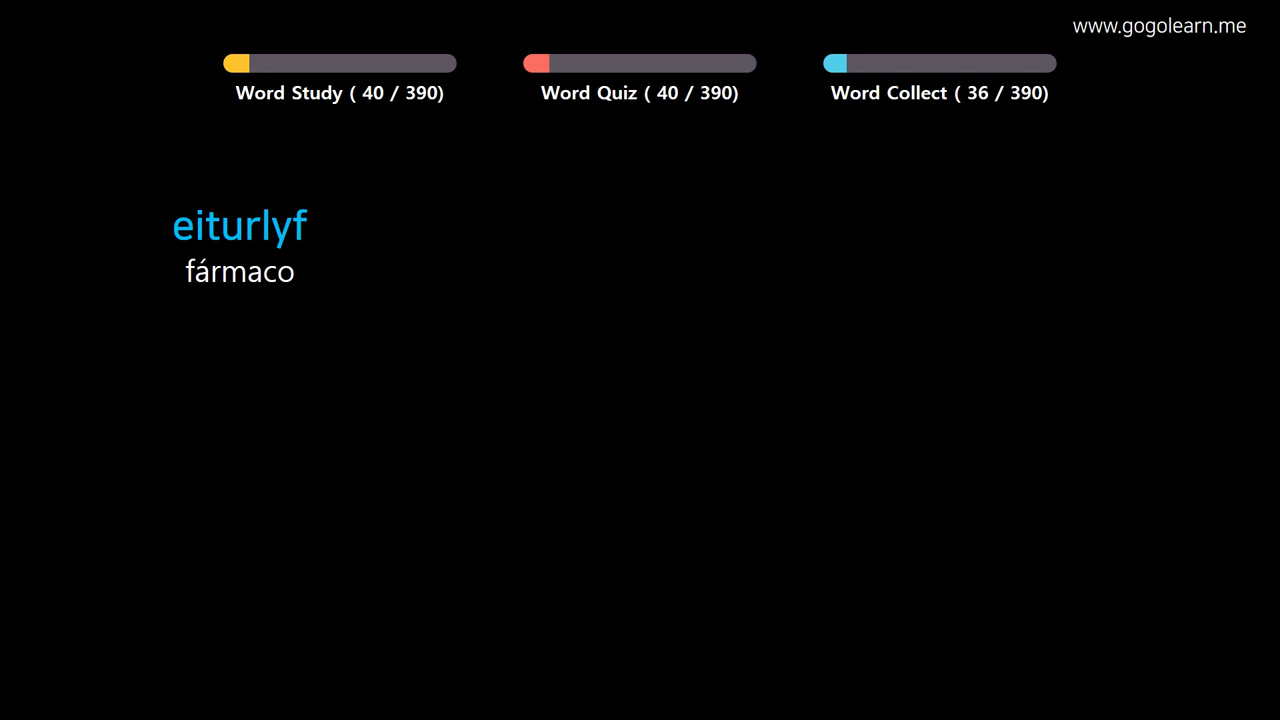 www.gogolearn.me
Word Study ( 40 / 390)
Word Quiz ( 40 / 390)
Word Collect ( 36 / 390)
eiturlyf
fármaco